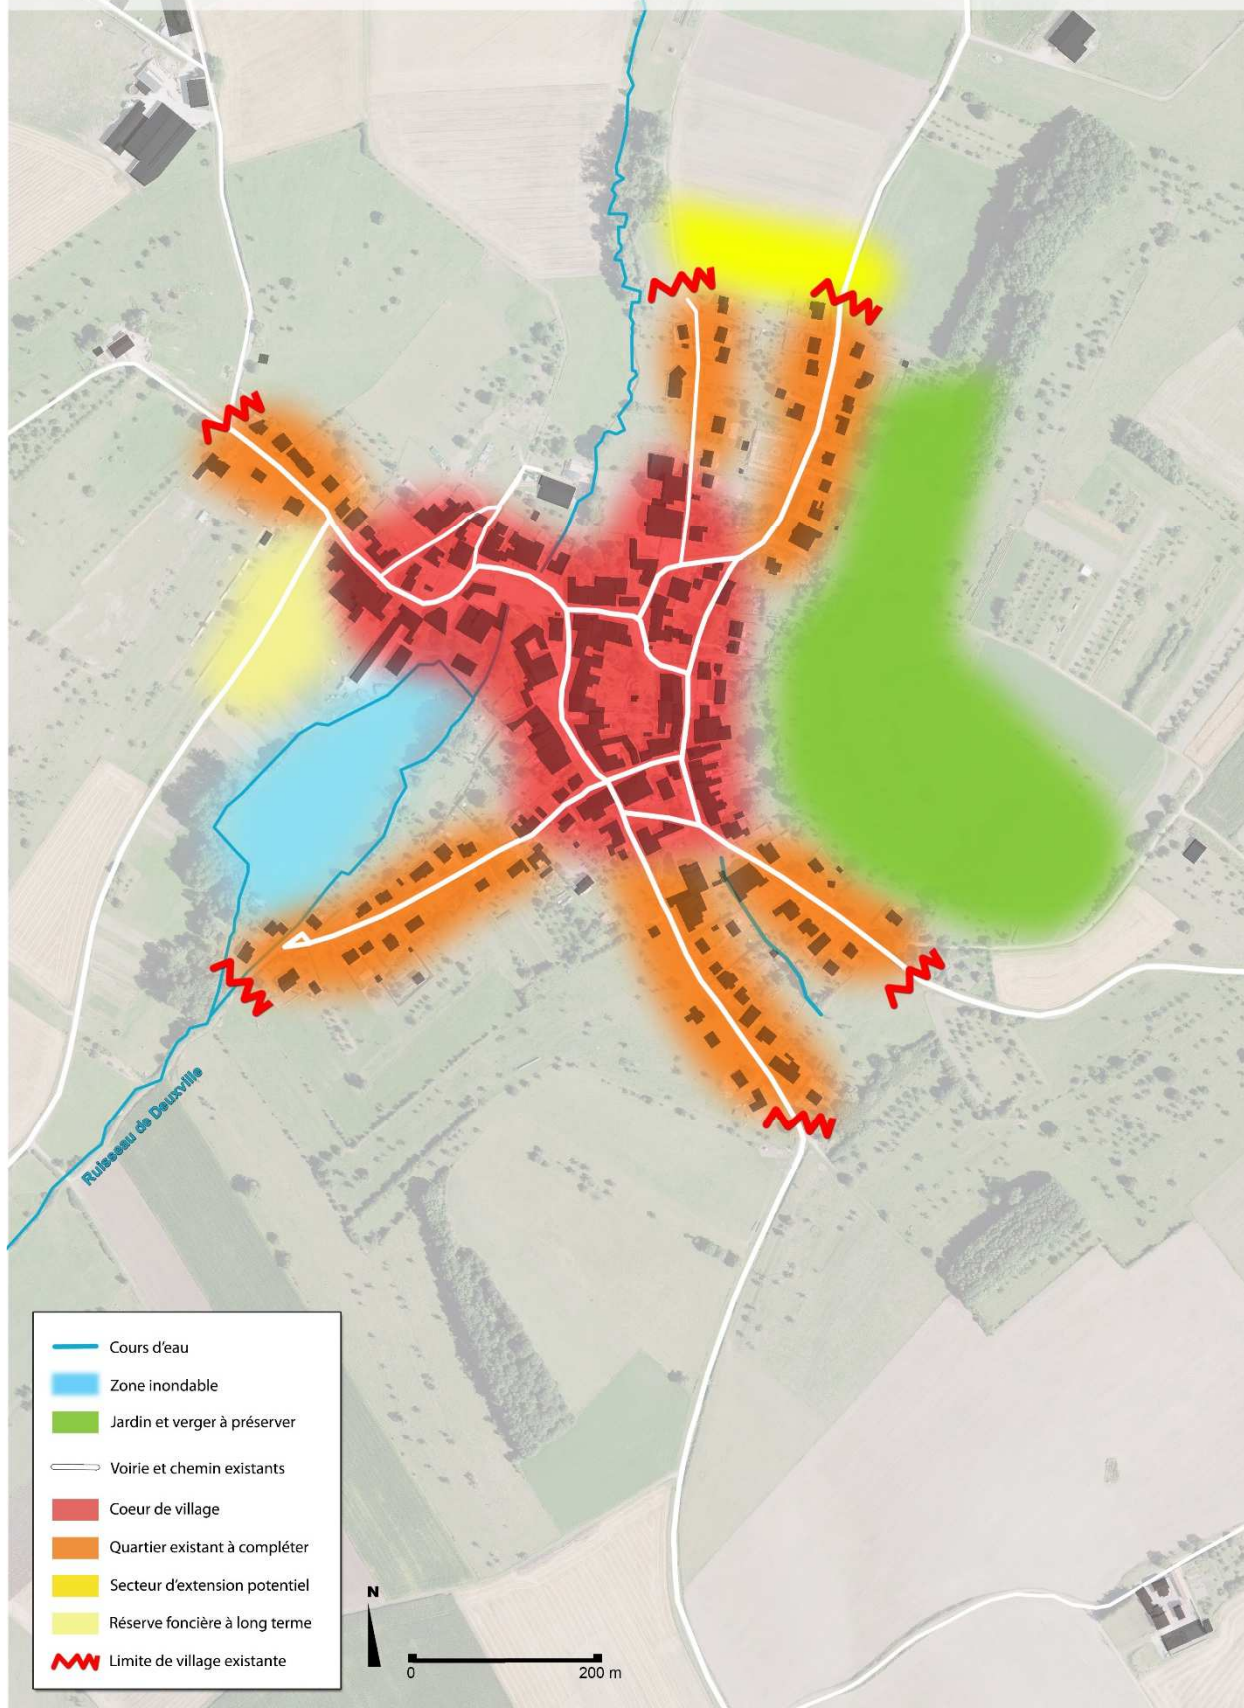 Ruisseau de Deuxville
Cours d'eau
Zone inondable
Jardin et verger à préserver
Voirie et chemin existants
Coeur de village
Quartier existant à compléter
Secteur d'extension potentiel
Réserve foncière à long terme
Limite de village existante
N
0
200 m